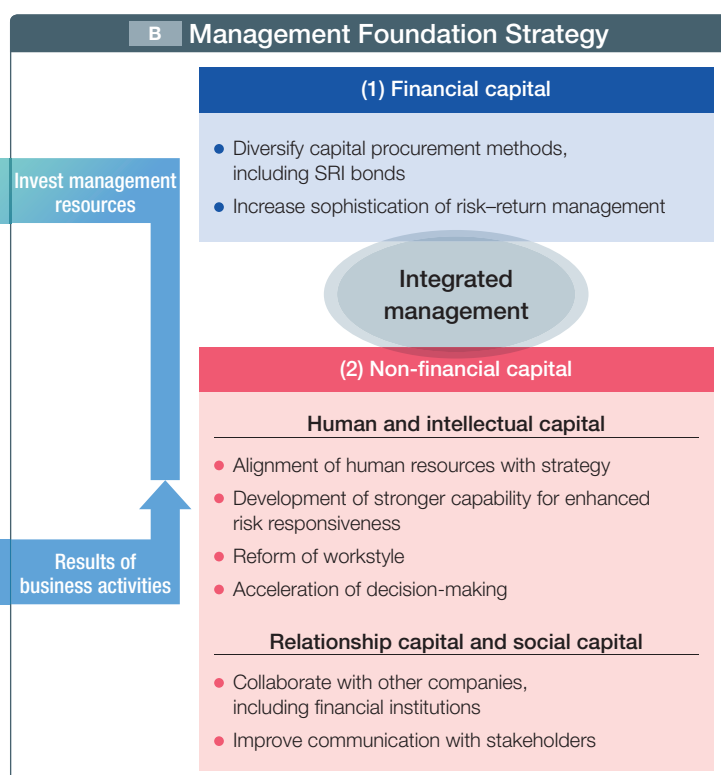 B Management Foundation Strategy
(1) Financial capital
● Diversify capital procurement methods,
including SRI bonds
● Increase sophistication of risk–return management
Invest management
resources
Integrated
management
(2) Non-financial capital
Human and intellectual capital
● Alignment of human resources with strategy
● Development of stronger capability for enhanced
risk responsiveness
● Reform of workstyle
● Acceleration of decision-making
Results of
business activities
Relationship capital and social capital
● Collaborate with other companies,
including financial institutions
● Improve communication with stakeholders